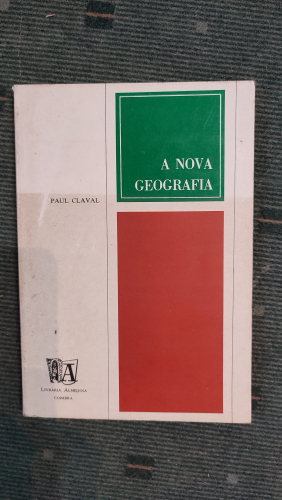 A NOVA
GEOGRAFIA
PAUL CLAVAL
A
LIVRARIA ALMEDINA
COIMBRA